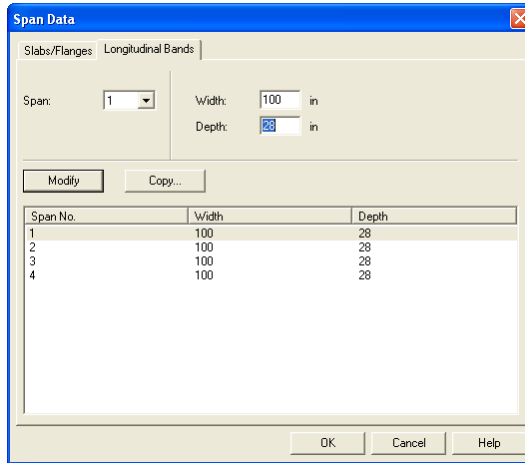 Span Data
Slabs/Flanges Longitudinal Bands
Span: 1 Width: 100 in
Depth: 28 in
Modify Copy...
Span No. Width Depth
1 100 28
2 100 28
3 100 28
4 100 28
OK Cancel Help